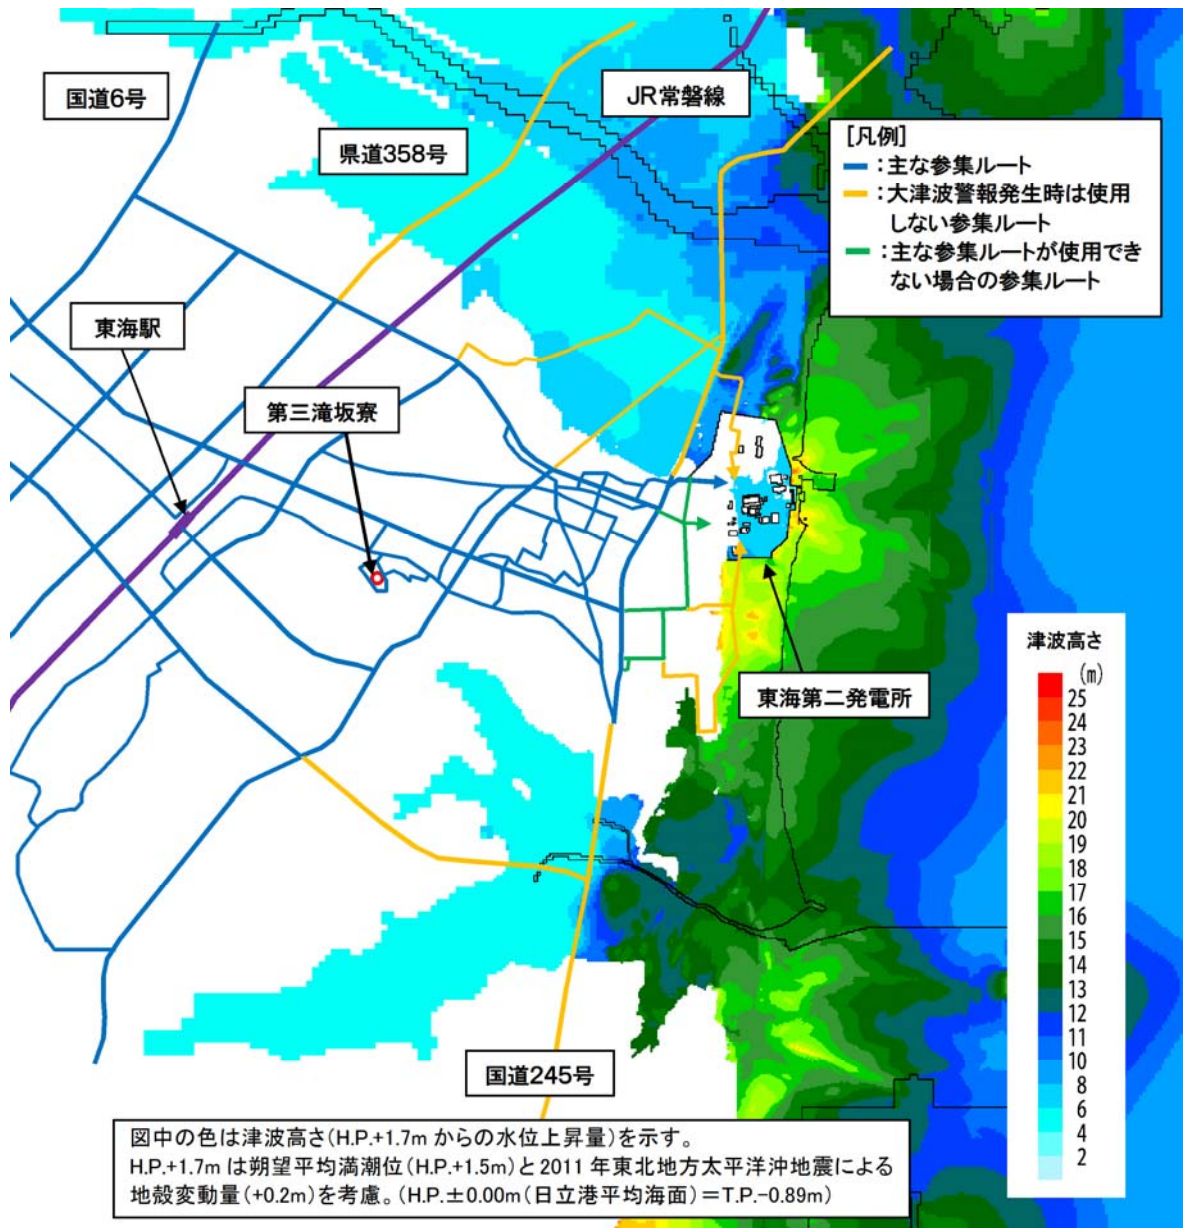 国道6号
県道358号
JR常磐線
[凡例]
：主な参集ルート
：大津波警報発生時は使用
しない参集ルート
：主な参集ルートが使用でき
ない場合の参集ルート
東海駅
第三滝坂寮
東海第二発電所
津波高さ
(m)
25
24
23
22
21
20
19
18
17
16
15
14
13
12
11
10
8
6
4
2
国道245号
図中の色は津波高さ(H.P.+1.7m からの水位上昇量)を示す。
H.P.+1.7m は朔望平均満潮位(H.P.+1.5m)と2011 年東北地方太平洋沖地震による
地殻変動量(+0.2m)を考慮。(H.P.±0.00m(日立港平均海面)＝T.P.-0.89m)